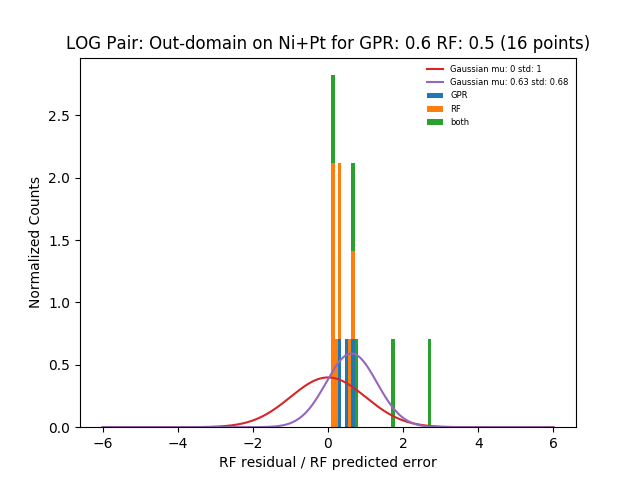 LOG Pair: Out-domain on Ni+Pt for GPR: 0.6 RF: 0.5 (16 points)
Gaussian mu: 0 std: 1
Gaussian mu: 0.63 std: 0.68
GPR
RF
both
Normalized Counts
2.5
2.0
1.5
1.0
0.5
0.0
−6 −4 −2 0 2 4 6
RF residual / RF predicted error